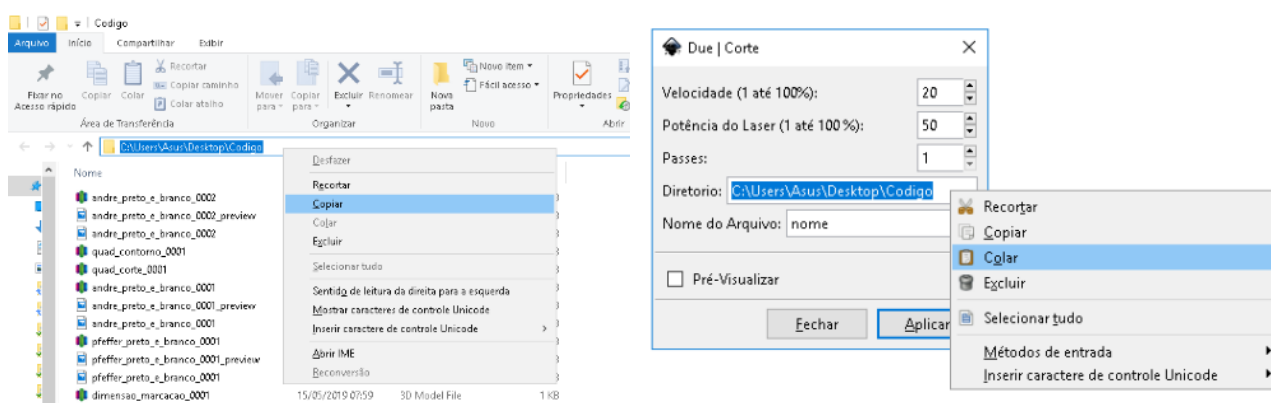 Codigo
Arquivo Início Compartilhar Exibir
Fixar no Acesso rápido
Copiar
Colar
Recortar
Copiar caminho
Colar atalho
Mover para
Copiar para
Excluir
Renomear
Nova pasta
Novo item
Fácil acesso
Propriedades
Área de Transferência Organizar Novo Abrir
C:\Users\Asus\Desktop\Codigo
Nome
andre_preto_e_branco_0002
andre_preto_e_branco_0002_preview
andre_preto_e_branco_0002
quad_contorno_0001
quad_corte_0001
andre_preto_e_branco_0001
andre_preto_e_branco_0001_preview
andre_preto_e_branco_0001
pfeffer_preto_e_branco_0001
pfeffer_preto_e_branco_0001_preview
pfeffer_preto_e_branco_0001
dimensao_marcacao_0001 15/05/2019 07:59 3D Model File 1 KB
Desfazer
Recortar
Copiar
Colar
Excluir
Selecionar tudo
Sentido de leitura da direita para a esquerda
Mostrar caracteres de controle Unicode
Inserir caractere de controle Unicode
Abrir IME
Reconversão
Due | Corte
Velocidade (1 até 100%): 20
Potência do Laser (1 até 100%): 50
Passes: 1
Diretorio: C:\Users\Asus\Desktop\Codigo
Nome do Arquivo: nome
Pré-Visualizar
Fechar Aplicar
Recortar
Copiar
Colar
Excluir
Selecionar tudo
Métodos de entrada
Inserir caractere de controle Unicode